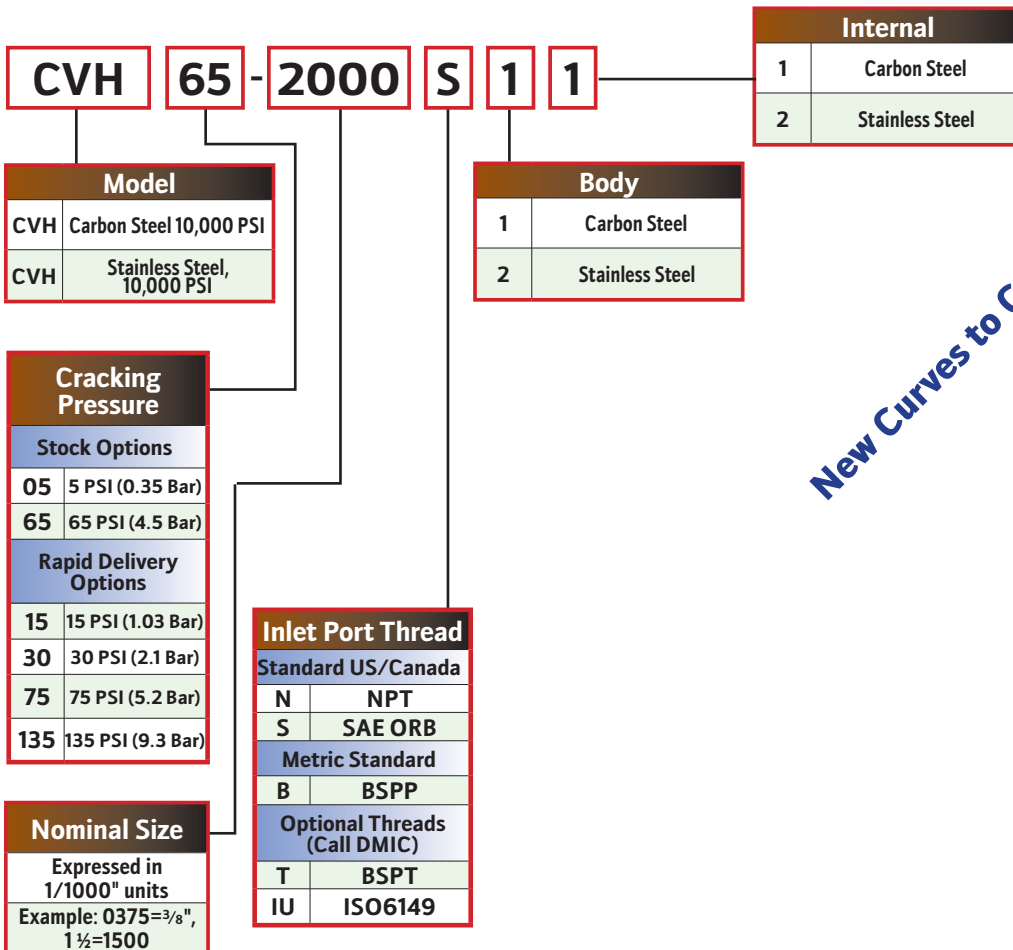 CVH 65 - 2000 S 1 1
Internal
1 Carbon Steel
2 Stainless Steel
Model
CVH Carbon Steel 10,000 PSI
CVH Stainless Steel,
10,000 PSI
Body
1 Carbon Steel
2 Stainless Steel
New Curves to
Cracking
Pressure
Stock Options
05 5 PSI (0.35 Bar)
65 65 PSI (4.5 Bar)
Rapid Delivery
Options
15 15 PSI (1.03 Bar)
30 30 PSI (2.1 Bar)
75 75 PSI (5.2 Bar)
135 135 PSI (9.3 Bar)
Inlet Port Thread
Standard US/Canada
N NPT
S SAE ORB
Metric Standard
B BSPP
Optional Threads
(Call DMIC)
T BSPT
IU ISO6149
Nominal Size
Expressed in
1/1000" units
Example: 0375=3/8",
1 ½=1500